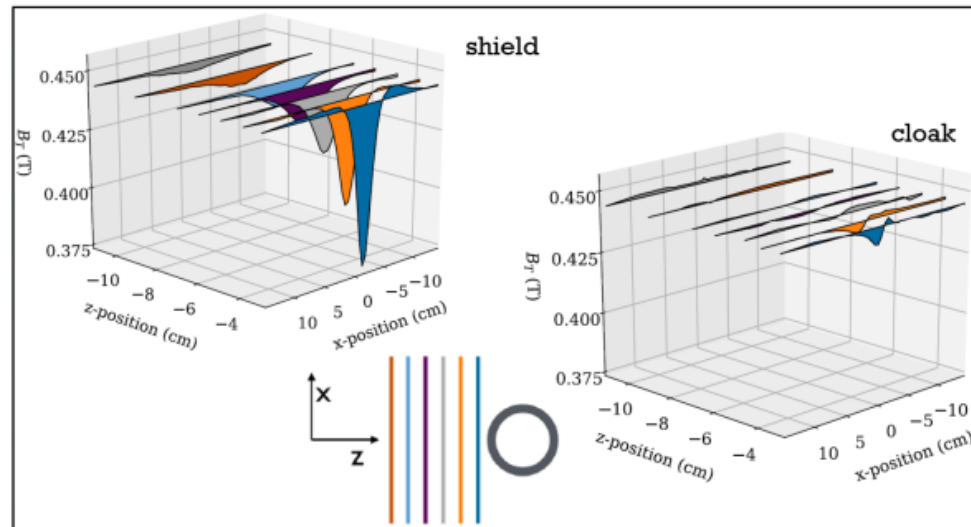 shield
0.450
0.425
0.400
0.375
B_T (T)
−10
−8
−6
−4
z-position (cm)
10
5
0
−5
−10
x-position (cm)
cloak
0.450
0.425
0.400
0.375
B_T (T)
−10
−8
−6
−4
z-position (cm)
10
5
0
−5
−10
x-position (cm)
X
Z